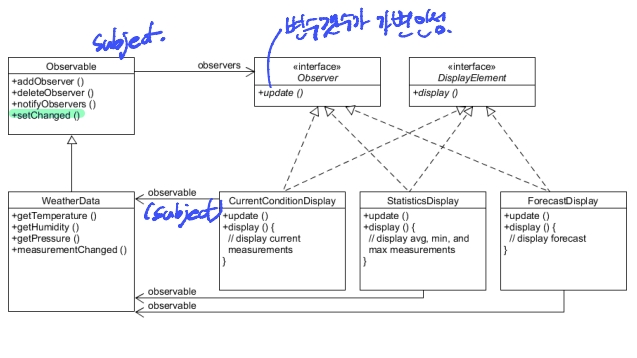 subject.
변수갯수가 가변인성.
Observable
+addObserver ()
+deleteObserver ()
+notifyObservers ()
+setChanged ()
observers
«interface»
Observer
+update ()
«interface»
DisplayElement
+display ()
WeatherData
+getTemperature ()
+getHumidity ()
+getPressure ()
+measurementChanged ()
observable
(subject)
CurrentConditionDisplay
+update ()
+display () {
// display current
measurements
}
StatisticsDisplay
+update ()
+display () {
// display avg, min, and
max measurements
}
ForecastDisplay
+update ()
+display () {
// display forecast
}
observable
observable